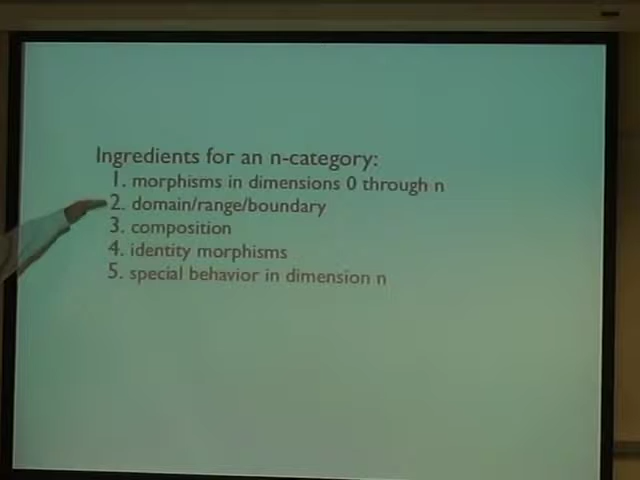 Ingredients for an n-category:
1. morphisms in dimensions 0 through n
2. domain/range/boundary
3. composition
4. identity morphisms
5. special behavior in dimension n